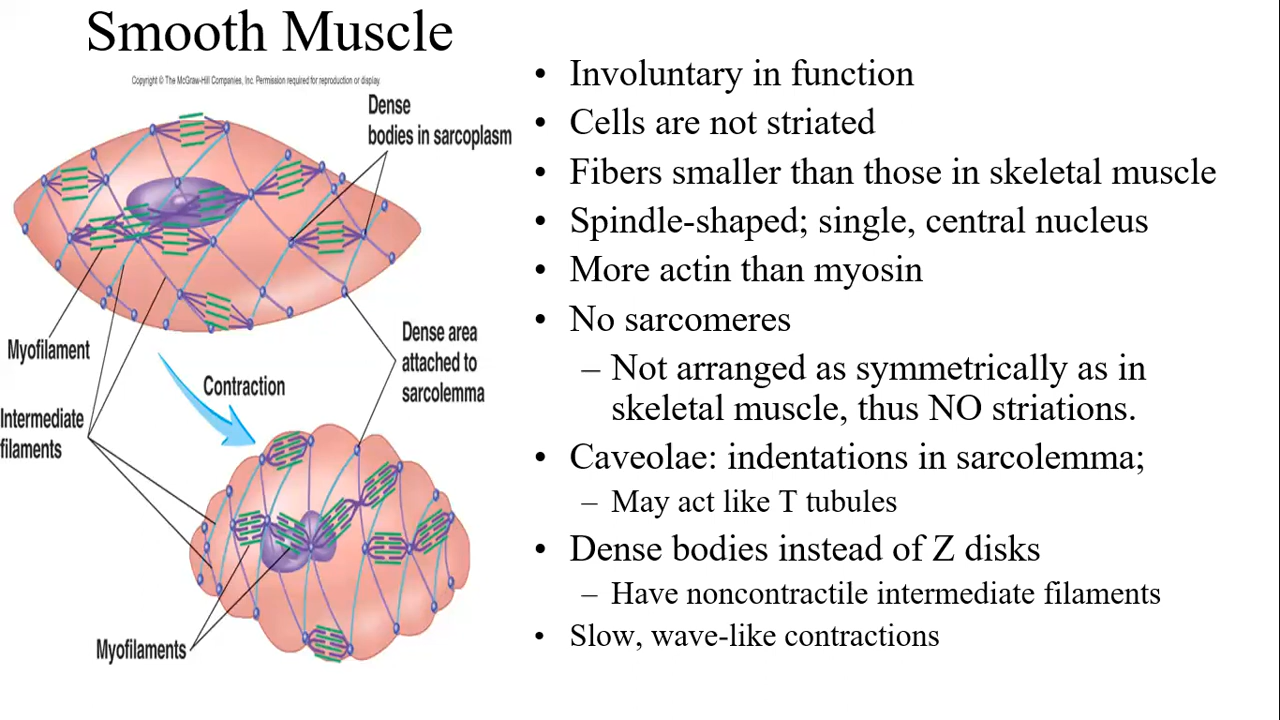 Smooth Muscle
Copyright © The McGraw-Hill Companies, Inc. Permission required for reproduction or display.
Dense
bodies in sarcoplasm
Myofilament
Intermediate
filaments
Contraction
Dense area
attached to
sarcolemma
Myofilaments
• Involuntary in function
• Cells are not striated
• Fibers smaller than those in skeletal muscle
• Spindle-shaped; single, central nucleus
• More actin than myosin
• No sarcomeres
– Not arranged as symmetrically as in
skeletal muscle, thus NO striations.
• Caveolae: indentations in sarcolemma;
– May act like T tubules
• Dense bodies instead of Z disks
– Have noncontractile intermediate filaments
• Slow, wave-like contractions